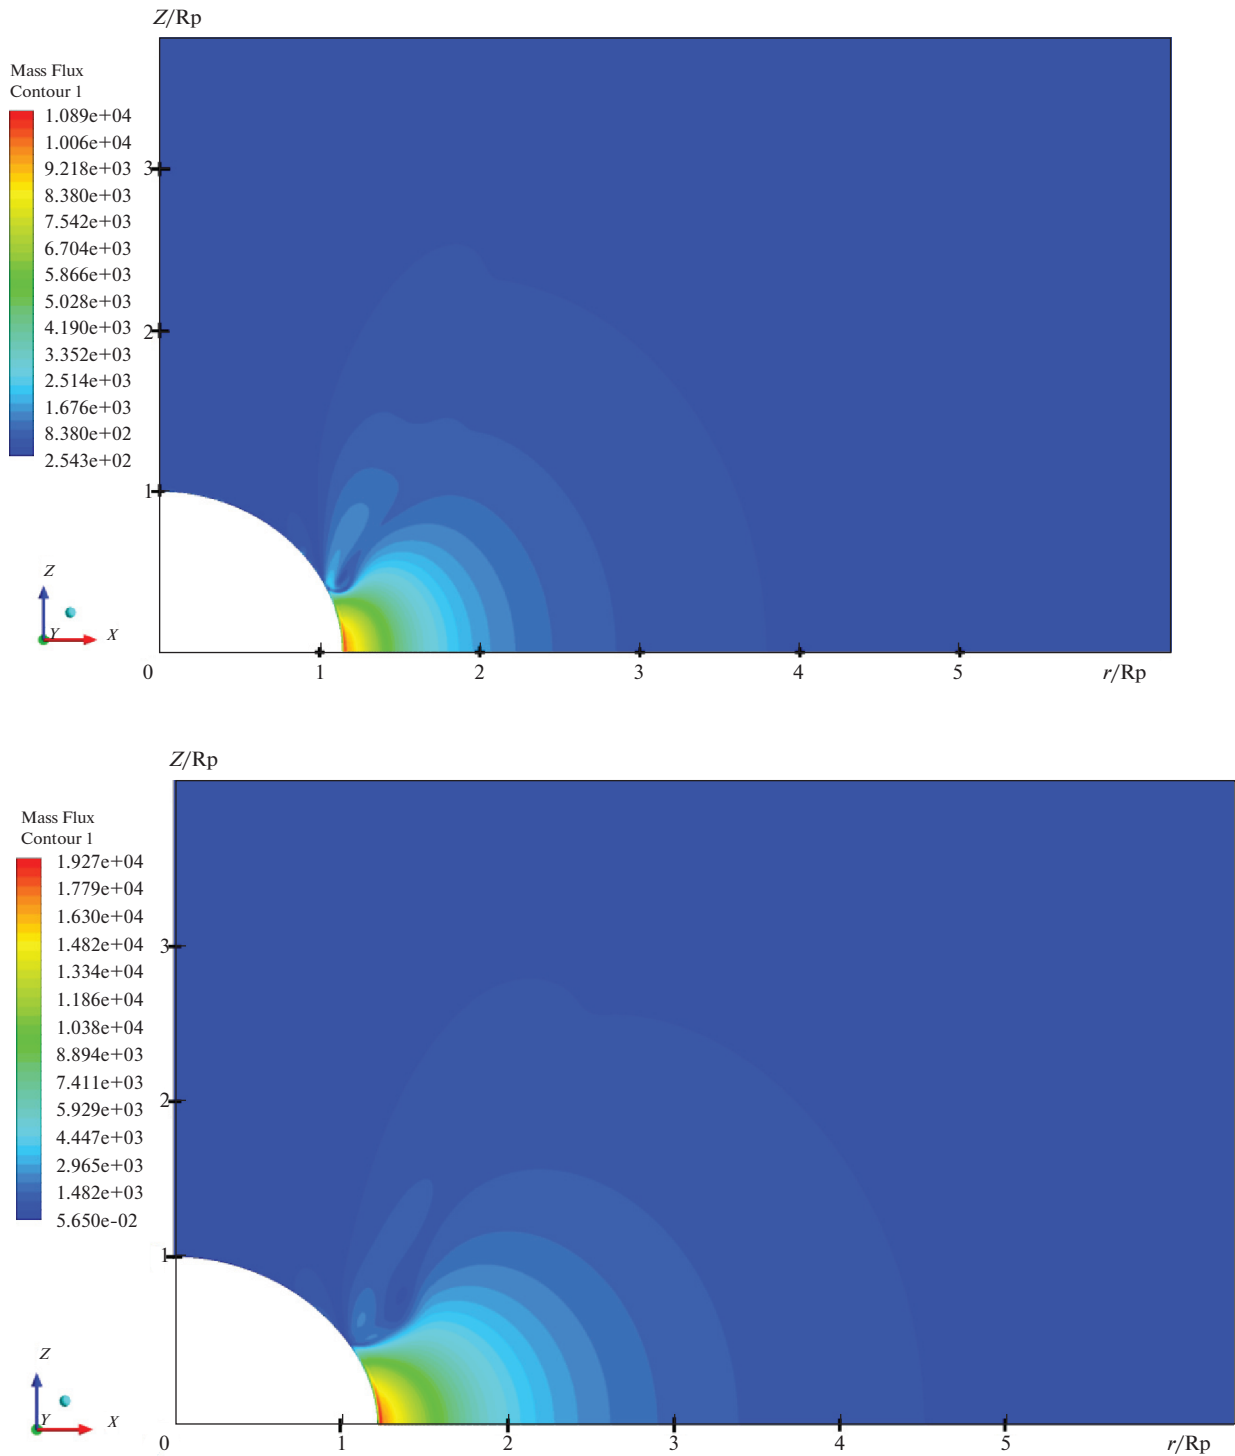 Z/Rp
Mass Flux
Contour 1
1.089e+04
1.006e+04
9.218e+03
8.380e+03
7.542e+03
6.704e+03
5.866e+03
5.028e+03
4.190e+03
3.352e+03
2.514e+03
1.676e+03
8.380e+02
2.543e+02
3
2
1
Z
Y
X
0
1
2
3
4
5
r/Rp
Z/Rp
Mass Flux
Contour 1
1.927e+04
1.779e+04
1.630e+04
1.482e+04
1.334e+04
1.186e+04
1.038e+04
8.894e+03
7.411e+03
5.929e+03
4.447e+03
2.965e+03
1.482e+03
5.650e-02
3
2
1
Z
Y
X
0
1
2
3
4
5
r/Rp